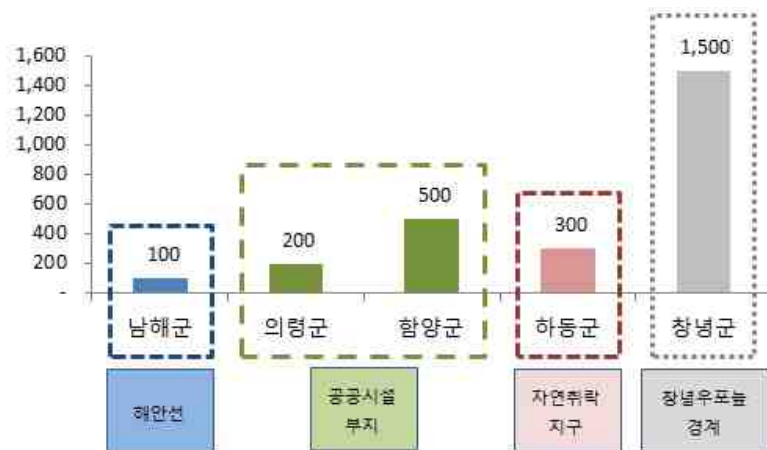 1,600
1,400
1,200
1,000
800
600
400
200
-
100
200
500
300
1,500
남해군
의령군
함양군
하동군
창녕군
해안선
공공시설
부지
자연취락
지구
창녕우포늪
경계